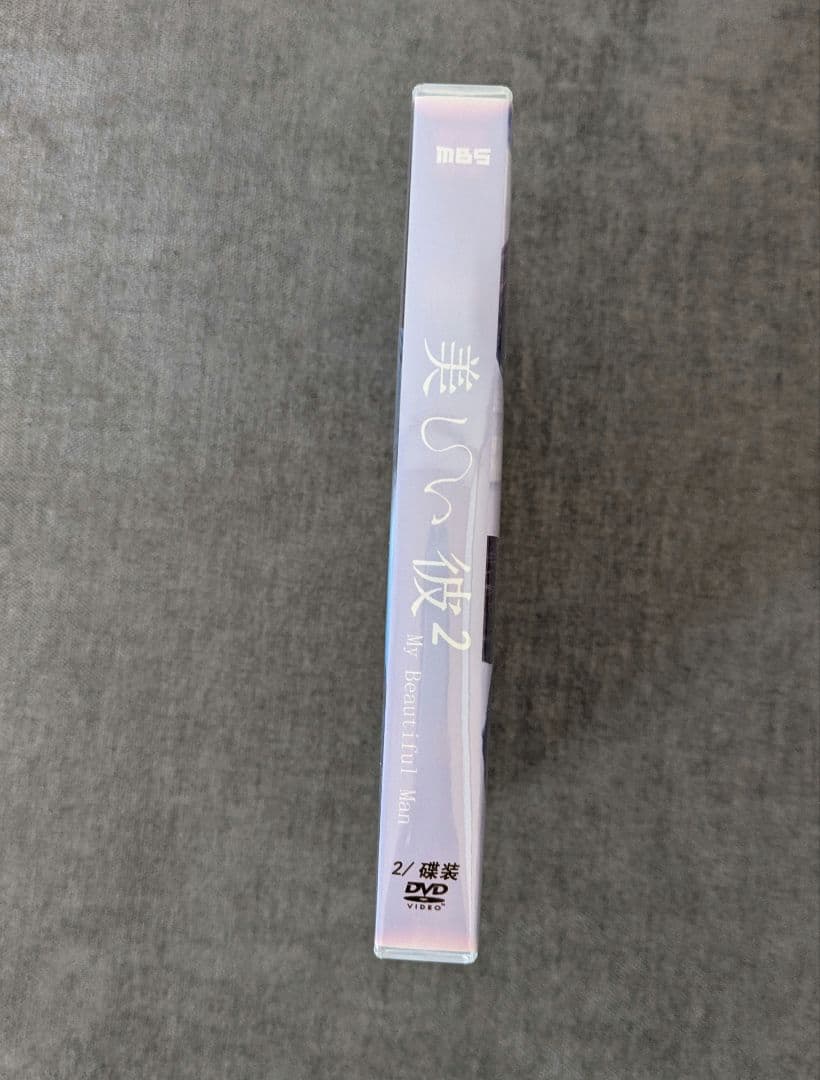 MBS
美しい彼2
My Beautiful Man
2/ 碟装
DVD
VIDEO